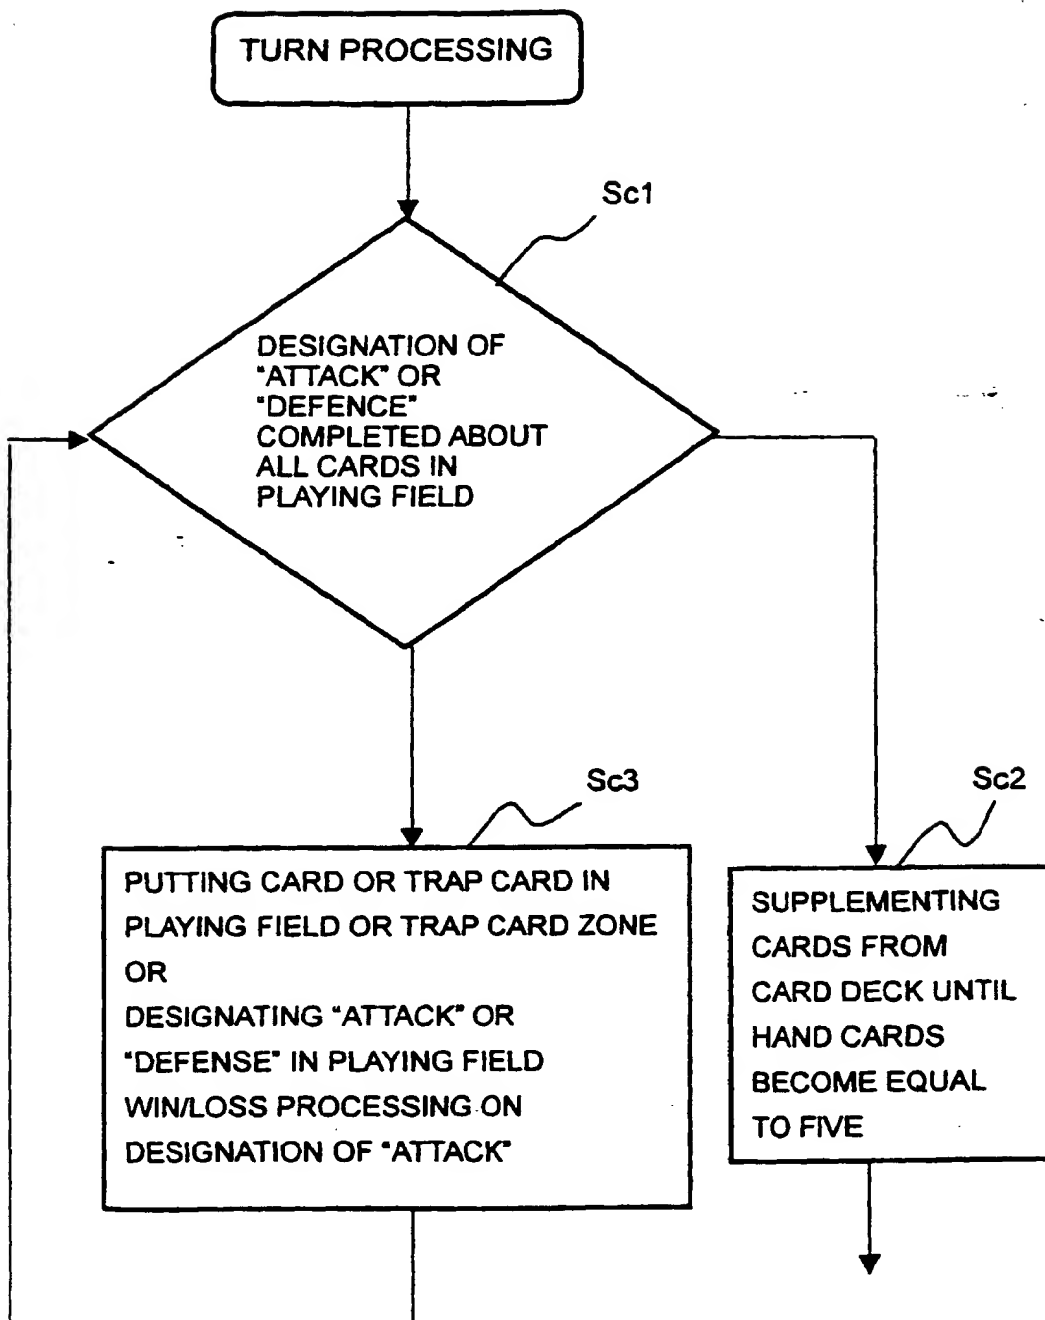 TURN PROCESSING
Sc1
DESIGNATION OF
"ATTACK" OR
"DEFENCE"
COMPLETED ABOUT
ALL CARDS IN
PLAYING FIELD
Sc3
PUTTING CARD OR TRAP CARD IN
PLAYING FIELD OR TRAP CARD ZONE
OR
DESIGNATING "ATTACK" OR
"DEFENSE" IN PLAYING FIELD
WIN/LOSS PROCESSING ON
DESIGNATION OF "ATTACK"
Sc2
SUPPLEMENTING
CARDS FROM
CARD DECK UNTIL
HAND CARDS
BECOME EQUAL
TO FIVE